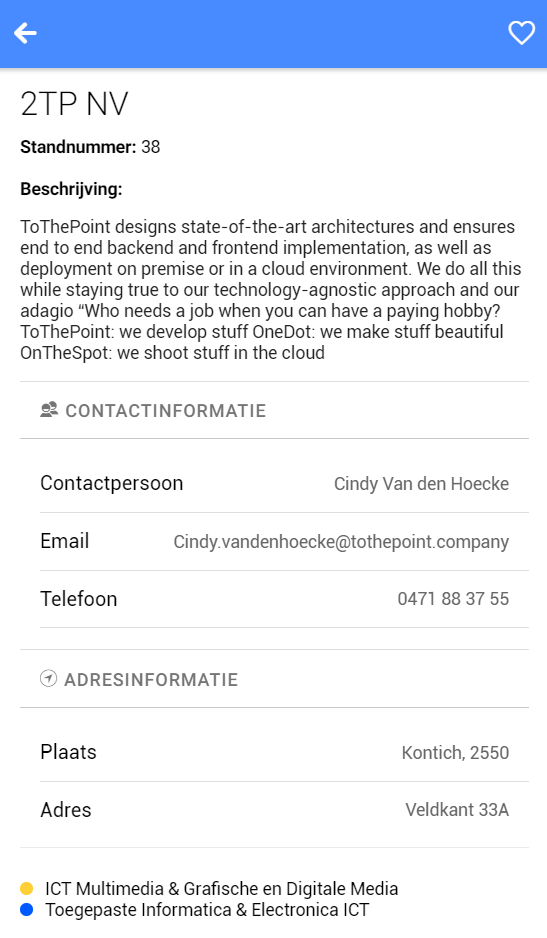 2TP NV
Standnummer: 38
Beschrijving:
ToThePoint designs state-of-the-art architectures and ensures
end to end backend and frontend implementation, as well as
deployment on premise or in a cloud environment. We do all this
while staying true to our technology-agnostic approach and our
adagio “Who needs a job when you can have a paying hobby?
ToThePoint: we develop stuff OneDot: we make stuff beautiful
OnTheSpot: we shoot stuff in the cloud
CONTACTINFORMATIE
Contactpersoon Cindy Van den Hoecke
Email Cindy.vandenhoecke@tothepoint.company
Telefoon 0471 88 37 55
ADRESINFORMATIE
Plaats Kontich, 2550
Adres Veldkant 33A
ICT Multimedia & Grafische en Digitale Media
Toegepaste Informatica & Electronica ICT